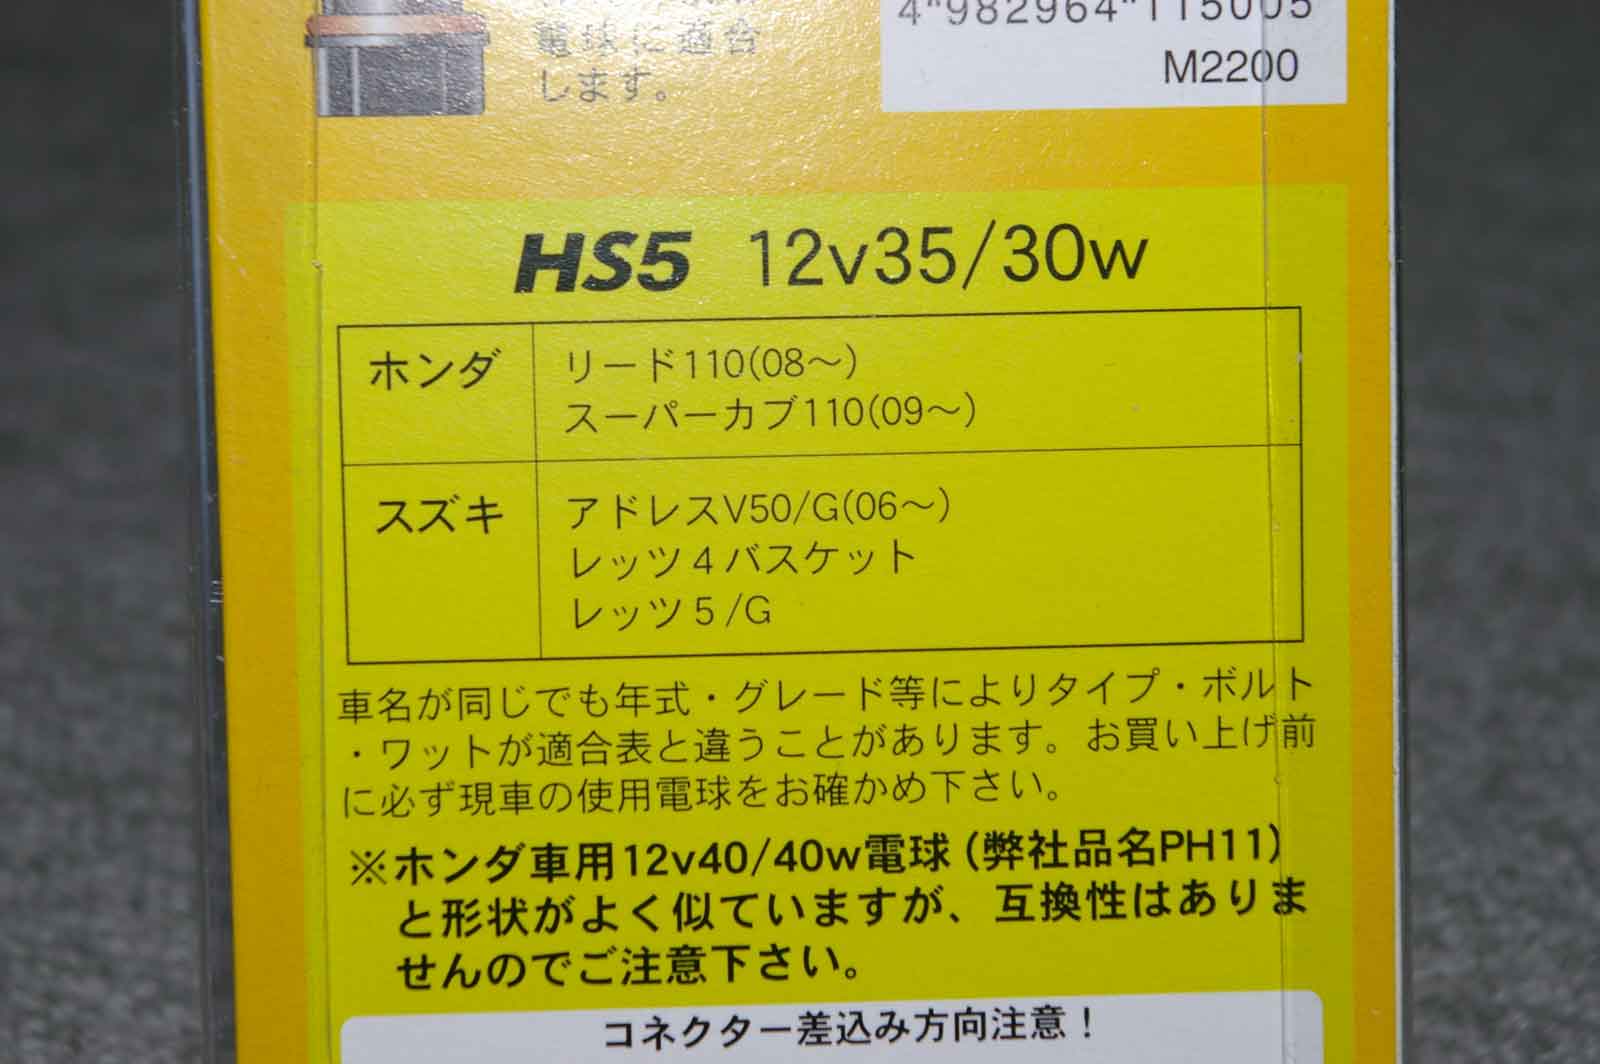 電球に適合
します。
4 982964 115005
M2200
HS5 12v35/30w
ホンダ
リード110(08～)
スーパーカブ110(09～)
スズキ
アドレスV50/G(06～)
レッツ4バスケット
レッツ5/G
車名が同じでも年式・グレード等によりタイプ・ボルト
・ワットが適合表と違うことがあります。お買い上げ前
に必ず現車の使用電球をお確かめ下さい。
※ホンダ車用12v40/40w電球(弊社品名PH11)
と形状がよく似ていますが、互換性はありま
せんのでご注意下さい。
コネクター差込み方向注意！